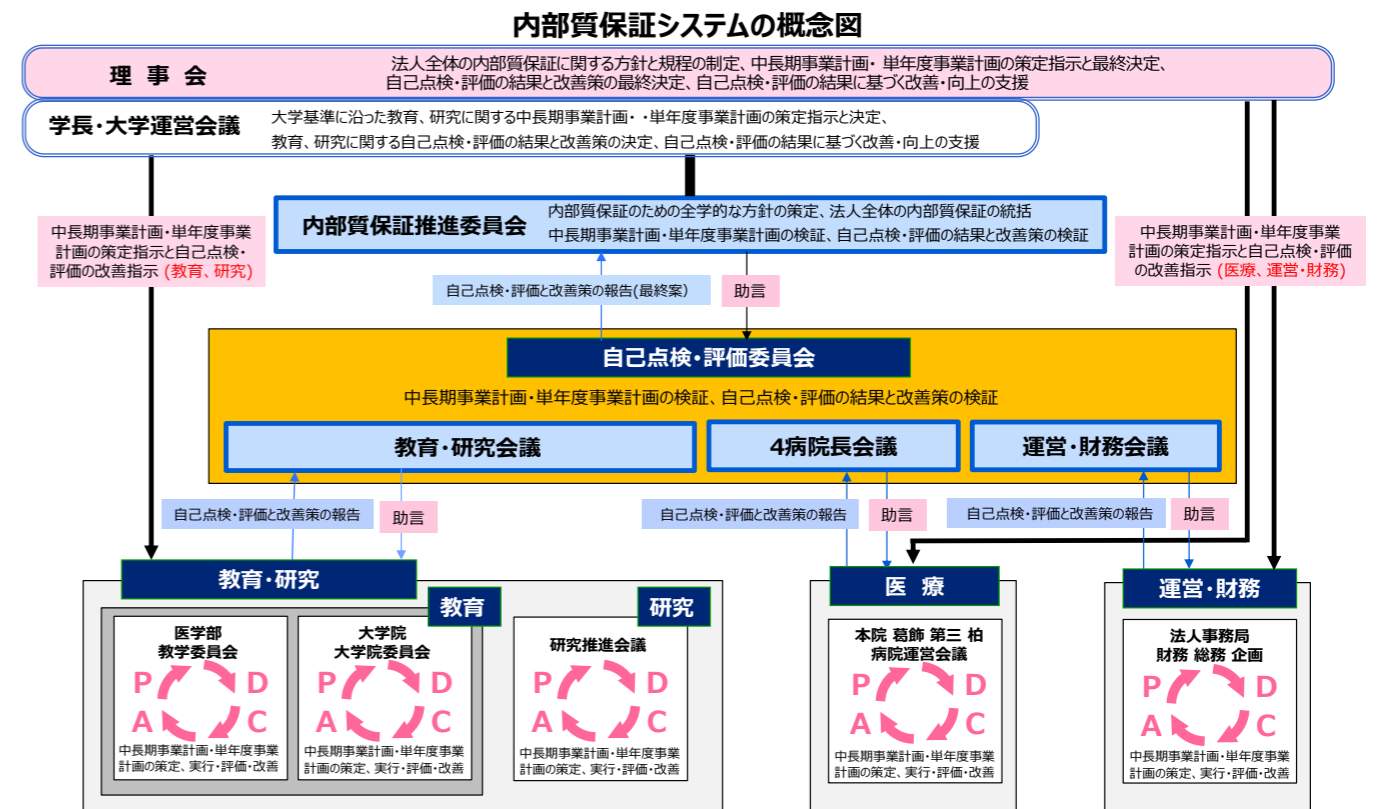 内部質保証システムの概念図
理 事 会
法人全体の内部質保証に関する方針と規程の制定、中長期事業計画・ 単年度事業計画の策定指示と最終決定、
自己点検・評価の結果と改善策の最終決定、自己点検・評価の結果に基づく改善・向上の支援
学長・大学運営会議
大学基準に沿った教育、研究に関する中長期事業計画・・単年度事業計画の策定指示と決定、
教育、研究に関する自己点検・評価の結果と改善策の決定、自己点検・評価の結果に基づく改善・向上の支援
内部質保証推進委員会
内部質保証のための全学的な方針の策定、法人全体の内部質保証の統括
中長期事業計画・単年度事業計画の検証、自己点検・評価の結果と改善策の検証
中長期事業計画・単年度事業
計画の策定指示と自己点検・
評価の改善指示 (教育、研究)
中長期事業計画・単年度事業
計画の策定指示と自己点検・評価
の改善指示 (医療、運営・財務)
自己点検・評価と改善策の報告(最終案)
助言
自己点検・評価委員会
中長期事業計画・単年度事業計画の検証、自己点検・評価の結果と改善策の検証
教育・研究会議
4病院長会議
運営・財務会議
自己点検・評価と改善策の報告
助言
自己点検・評価と改善策の報告
助言
自己点検・評価と改善策の報告
助言
教育・研究
医 療
運営・財務
教育
研究
医学部
教学委員会
P D
A C
中長期事業計画・単年度事業
計画の策定、実行・評価・改善
大学院
大学院委員会
P D
A C
中長期事業計画・単年度事業
計画の策定、実行・評価・改善
研究推進会議
P D
A C
中長期事業計画・単年度事業
計画の策定、実行・評価・改善
本院 葛飾 第三 柏
病院運営会議
P D
A C
中長期事業計画・単年度事業
計画の策定、実行・評価・改善
法人事務局
財務 総務 企画
P D
A C
中長期事業計画・単年度事業
計画の策定、実行・評価・改善